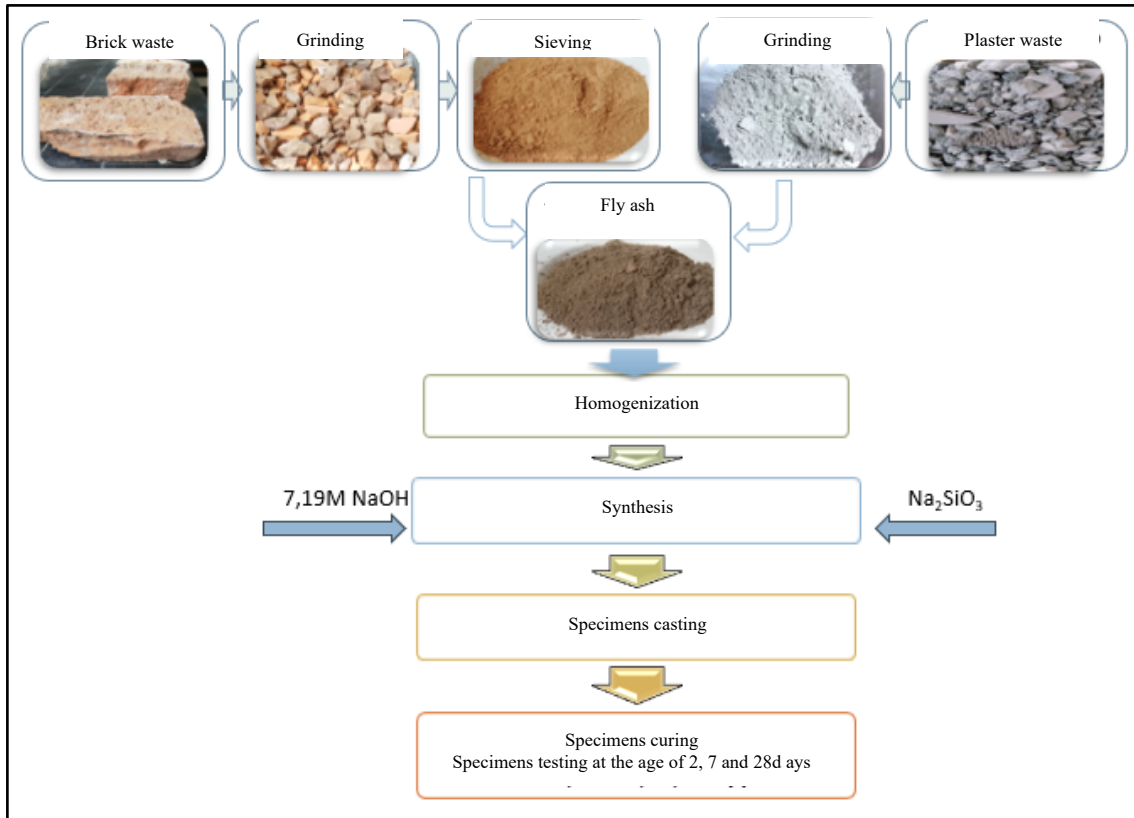 Brick waste
Grinding
Sieving
Grinding
Plaster waste
Fly ash
Homogenization
7,19M NaOH
Synthesis
Na₂SiO₃
Specimens casting
Specimens curing
Specimens testing at the age of 2, 7 and 28d ays